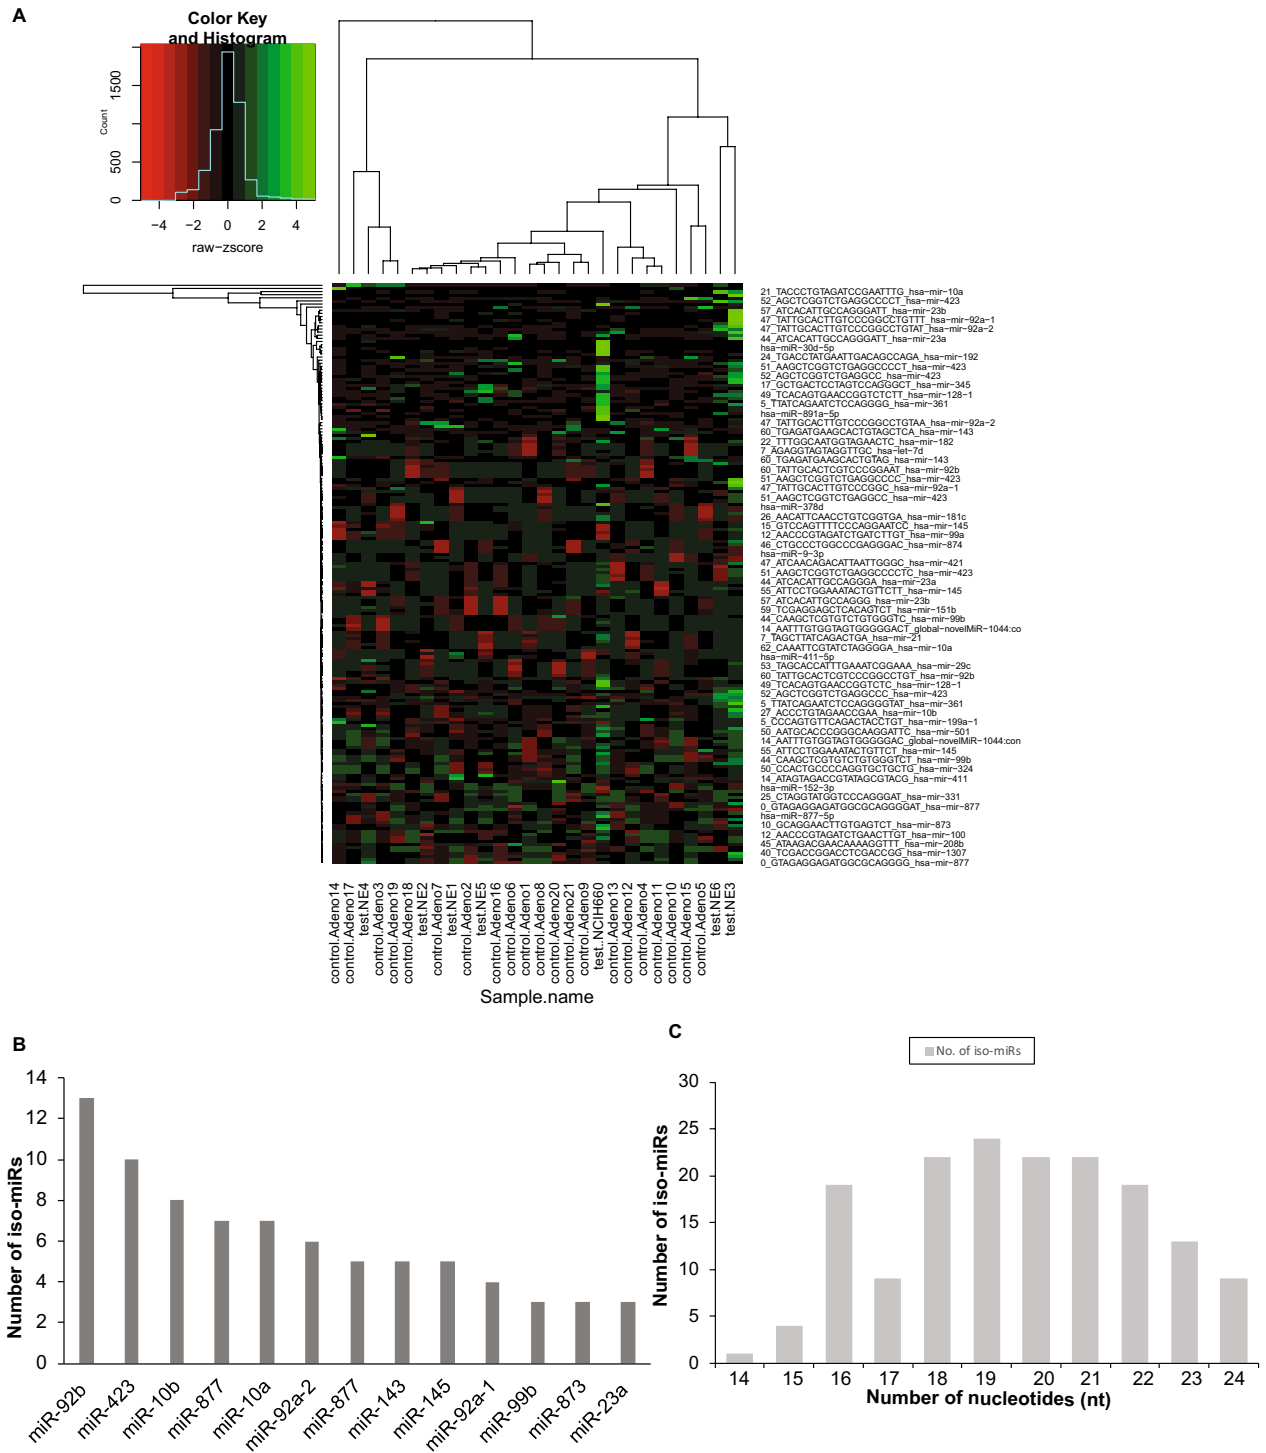 A
Color Key
and Histogram
Count
0
500
1500
−4
−2
0
2
4
raw−zscore
21_TACCCTGTAGATCCGAATTTG_hsa−mir−10a
52_AGCTCGGTCTGAGGCCCCT_hsa−mir−423
57_ATCACATTGCCAGGGATT_hsa−mir−23b
47_TATTGCACTTGTCCCGGCCTGTTT_hsa−mir−92a−1
47_TATTGCACTTGTCCCGGCCTGTAT_hsa−mir−92a−2
44_ATCACATTGCCAGGGATT_hsa−mir−23a
hsa−miR−30d−5p
24_TGACCTATGAATTGACAGCCAGA_hsa−mir−192
51_AAGCTCGGTCTGAGGCCCCT_hsa−mir−423
52_AGCTCGGTCTGAGGCC_hsa−mir−423
17_GCTGACTCCTAGTCCAGGGCT_hsa−mir−345
49_TCACAGTGAACCGGTCTCTT_hsa−mir−128−1
5_TTATCAGAATCTCCAGGGG_hsa−mir−361
hsa−miR−891a−5p
47_TATTGCACTTGTCCCGGCCTGTAA_hsa−mir−92a−2
60_TGAGATGAAGCACTGTAGCTCA_hsa−mir−143
22_TTTGGCAATGGTAGAACTC_hsa−mir−182
7_AGAGGTAGTAGGTTGC_hsa−let−7d
60_TGAGATGAAGCACTGTAG_hsa−mir−143
60_TATTGCACTCGTCCCGGAAT_hsa−mir−92b
51_AAGCTCGGTCTGAGGCCCC_hsa−mir−423
47_TATTGCACTTGTCCCGGC_hsa−mir−92a−1
51_AAGCTCGGTCTGAGGCC_hsa−mir−423
hsa−miR−378d
26_AACATTCAACCTGTCGGTGA_hsa−mir−181c
15_GTCCAGTTTTCCCAGGAATCC_hsa−mir−145
12_AACCCGTAGATCTGATCTTGT_hsa−mir−99a
46_CTGCCCTGGCCCGAGGGAC_hsa−mir−874
hsa−miR−9−3p
47_ATCAACAGACATTAATTGGGC_hsa−mir−421
51_AAGCTCGGTCTGAGGCCCCTC_hsa−mir−423
44_ATCACATTGCCAGGGA_hsa−mir−23a
55_ATTCCTGGAAATACTGTTCTT_hsa−mir−145
57_ATCACATTGCCAGGG_hsa−mir−23b
59_TCGAGGAGCTCACAGTCT_hsa−mir−151b
44_CAAGCTCGTGTCTGTGGGTC_hsa−mir−99b
14_AATTTGTGGTAGTGGGGGACT_global−novelMiR−1044:co
7_TAGCTTATCAGACTGA_hsa−mir−21
62_CAAATTCGTATCTAGGGGA_hsa−mir−10a
hsa−miR−411−5p
53_TAGCACCATTTGAAATCGGAAA_hsa−mir−29c
60_TATTGCACTCGTCCCGGCCTGT_hsa−mir−92b
49_TCACAGTGAACCGGTCTC_hsa−mir−128−1
52_AGCTCGGTCTGAGGCCC_hsa−mir−423
5_TTATCAGAATCTCCAGGGGTAT_hsa−mir−361
27_ACCCTGTAGAACCGAA_hsa−mir−10b
5_CCCAGTGTTCAGACTACCTGT_hsa−mir−199a−1
50_AATGCACCCGGGCAAGGATTC_hsa−mir−501
14_AATTTGTGGTAGTGGGGGAC_global−novelMiR−1044:con
55_ATTCCTGGAAATACTGTTCT_hsa−mir−145
44_CAAGCTCGTGTCTGTGGGTCT_hsa−mir−99b
50_CCACTGCCCCAGGTGCTGCTG_hsa−mir−324
14_ATAGTAGACCGTATAGCGTACG_hsa−mir−411
hsa−miR−152−3p
25_CTAGGTATGGTCCCAGGGAT_hsa−mir−331
0_GTAGAGGAGATGGCGCAGGGGAT_hsa−mir−877
hsa−miR−877−5p
10_GCAGGAACTTGTGAGTCT_hsa−mir−873
12_AACCCGTAGATCTGAACTTGT_hsa−mir−100
45_ATAAGACGAACAAAAGGTTT_hsa−mir−208b
40_TCGACCGGACCTCGACCGG_hsa−mir−1307
0_GTAGAGGAGATGGCGCAGGGG_hsa−mir−877
control.Adeno14
control.Adeno17
test.NE4
control.Adeno3
control.Adeno19
control.Adeno18
test.NE2
control.Adeno7
test.NE1
control.Adeno2
test.NE5
control.Adeno16
control.Adeno6
control.Adeno1
control.Adeno8
control.Adeno20
control.Adeno21
control.Adeno9
test..NCIH660
control.Adeno13
control.Adeno12
control.Adeno4
control.Adeno11
control.Adeno10
control.Adeno15
control.Adeno5
test.NE6
test.NE3
Sample.name
B
Number of iso-miRs
14
12
10
8
6
4
2
0
miR-92b
miR-423
miR-10b
miR-877
miR-10a
miR-92a-2
miR-877
miR-143
miR-145
miR-92a-1
miR-99b
miR-873
miR-23a
C
No. of iso-miRs
Number of iso-miRs
30
25
20
15
10
5
0
14 15 16 17 18 19 20 21 22 23 24
Number of nucleotides (nt)